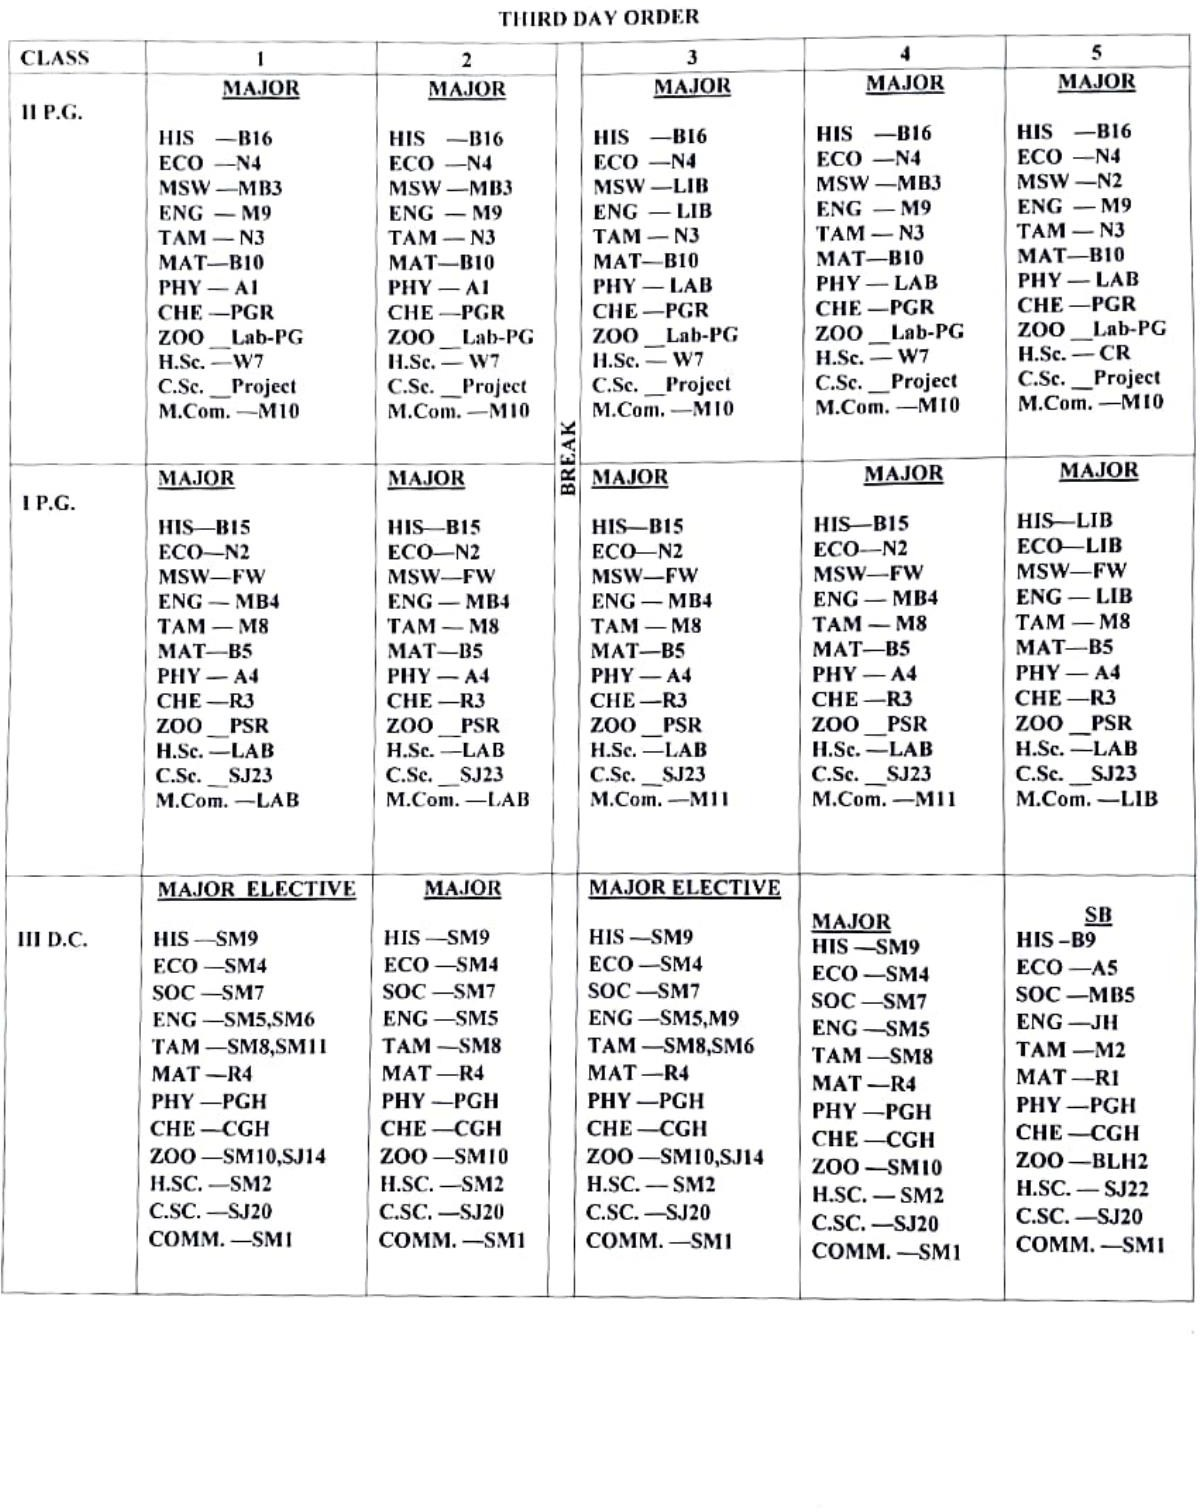 THIRD DAY ORDER
CLASS
1
2
3
4
5
II P.G.
MAJOR
HIS —B16
ECO —N4
MSW —MB3
ENG — M9
TAM — N3
MAT—B10
PHY — A1
CHE —PGR
ZOO __Lab-PG
H.Sc. —W7
C.Sc. __Project
M.Com. —M10
MAJOR
HIS —B16
ECO —N4
MSW —MB3
ENG — M9
TAM — N3
MAT—B10
PHY — A1
CHE —PGR
ZOO __Lab-PG
H.Sc. — W7
C.Sc. __Project
M.Com. —M10
BREAK
MAJOR
HIS —B16
ECO —N4
MSW —LIB
ENG — LIB
TAM — N3
MAT—B10
PHY — LAB
CHE —PGR
ZOO __Lab-PG
H.Sc. — W7
C.Sc. __Project
M.Com. —M10
MAJOR
HIS —B16
ECO —N4
MSW —MB3
ENG — M9
TAM — N3
MAT—B10
PHY — LAB
CHE —PGR
ZOO __Lab-PG
H.Sc. — W7
C.Sc. __Project
M.Com. —M10
MAJOR
HIS —B16
ECO —N4
MSW —N2
ENG — M9
TAM — N3
MAT—B10
PHY — LAB
CHE —PGR
ZOO __Lab-PG
H.Sc. — CR
C.Sc. __Project
M.Com. —M10
I P.G.
MAJOR
HIS—B15
ECO—N2
MSW—FW
ENG — MB4
TAM — M8
MAT—B5
PHY — A4
CHE —R3
ZOO __PSR
H.Sc. —LAB
C.Sc. __SJ23
M.Com. —LAB
MAJOR
HIS—B15
ECO—N2
MSW—FW
ENG — MB4
TAM — M8
MAT—B5
PHY — A4
CHE —R3
ZOO __PSR
H.Sc. —LAB
C.Sc. __SJ23
M.Com. —LAB
MAJOR
HIS—B15
ECO—N2
MSW—FW
ENG — MB4
TAM — M8
MAT—B5
PHY — A4
CHE —R3
ZOO __PSR
H.Sc. —LAB
C.Sc. __SJ23
M.Com. —M11
MAJOR
HIS—B15
ECO—N2
MSW—FW
ENG — MB4
TAM — M8
MAT—B5
PHY — A4
CHE —R3
ZOO __PSR
H.Sc. —LAB
C.Sc. __SJ23
M.Com. —M11
MAJOR
HIS—LIB
ECO—LIB
MSW—FW
ENG — LIB
TAM — M8
MAT—B5
PHY — A4
CHE —R3
ZOO __PSR
H.Sc. —LAB
C.Sc. __SJ23
M.Com. —LIB
III D.C.
MAJOR ELECTIVE
HIS —SM9
ECO —SM4
SOC —SM7
ENG —SM5,SM6
TAM —SM8,SM11
MAT —R4
PHY —PGH
CHE —CGH
ZOO —SM10,SJ14
H.SC. —SM2
C.SC. —SJ20
COMM. —SM1
MAJOR
HIS —SM9
ECO —SM4
SOC —SM7
ENG —SM5
TAM —SM8
MAT —R4
PHY —PGH
CHE —CGH
ZOO —SM10
H.SC. —SM2
C.SC. —SJ20
COMM. —SM1
MAJOR ELECTIVE
HIS —SM9
ECO —SM4
SOC —SM7
ENG —SM5,M9
TAM —SM8,SM6
MAT —R4
PHY —PGH
CHE —CGH
ZOO —SM10,SJ14
H.SC. — SM2
C.SC. —SJ20
COMM. —SM1
MAJOR
HIS —SM9
ECO —SM4
SOC —SM7
ENG —SM5
TAM —SM8
MAT —R4
PHY —PGH
CHE —CGH
ZOO —SM10
H.SC. — SM2
C.SC. —SJ20
COMM. —SM1
SB
HIS –B9
ECO —A5
SOC —MB5
ENG —JH
TAM —M2
MAT —R1
PHY —PGH
CHE —CGH
ZOO —BLH2
H.SC. — SJ22
C.SC. —SJ20
COMM. —SM1